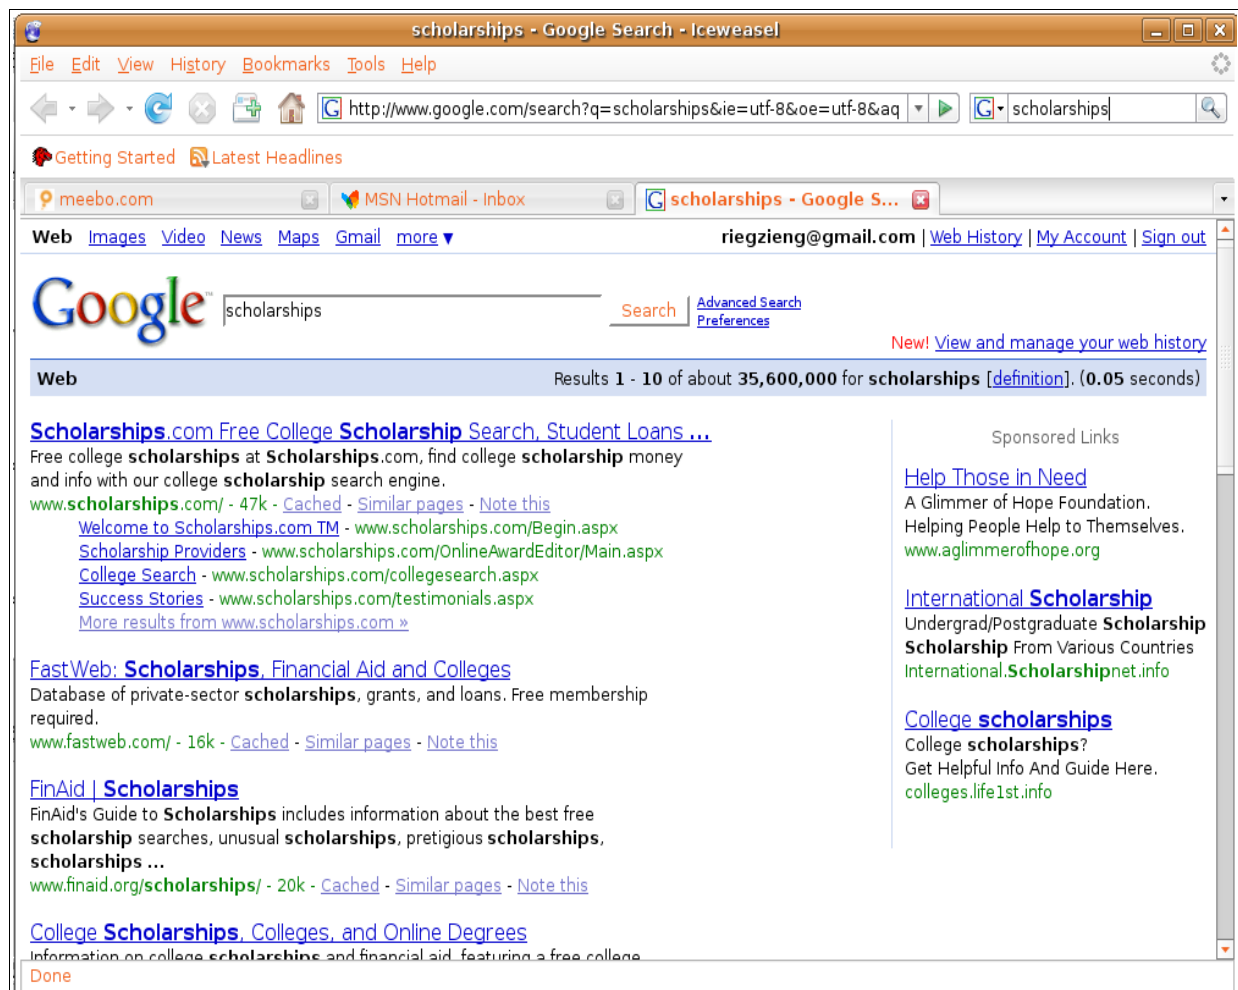 scholarships - Google Search - Iceweasel
File Edit View History Bookmarks Tools Help
http://www.google.com/search?q=scholarships&ie=utf-8&oe=utf-8&aq
scholarships
Getting Started Latest Headlines
meebo.com
MSN Hotmail - Inbox
scholarships - Google S...
Web Images Video News Maps Gmail more ▼
riegzieng@gmail.com | Web History | My Account | Sign out
Google™
scholarships
Search
Advanced Search
Preferences
New! View and manage your web history
Web
Results 1 - 10 of about 35,600,000 for scholarships [definition]. (0.05 seconds)
Scholarships.com Free College Scholarship Search, Student Loans ...
Free college scholarships at Scholarships.com, find college scholarship money
and info with our college scholarship search engine.
www.scholarships.com/ - 47k - Cached - Similar pages - Note this
Welcome to Scholarships.com TM - www.scholarships.com/Begin.aspx
Scholarship Providers - www.scholarships.com/OnlineAwardEditor/Main.aspx
College Search - www.scholarships.com/collegesearch.aspx
Success Stories - www.scholarships.com/testimonials.aspx
More results from www.scholarships.com »
FastWeb: Scholarships, Financial Aid and Colleges
Database of private-sector scholarships, grants, and loans. Free membership
required.
www.fastweb.com/ - 16k - Cached - Similar pages - Note this
FinAid | Scholarships
FinAid's Guide to Scholarships includes information about the best free
scholarship searches, unusual scholarships, pretigious scholarships,
scholarships ...
www.finaid.org/scholarships/ - 20k - Cached - Similar pages - Note this
College Scholarships, Colleges, and Online Degrees
Information on college scholarships and financial aid, featuring a free college
Sponsored Links
Help Those in Need
A Glimmer of Hope Foundation.
Helping People Help to Themselves.
www.aglimmerofhope.org
International Scholarship
Undergrad/Postgraduate Scholarship
Scholarship From Various Countries
International.Scholarshipnet.info
College scholarships
College scholarships?
Get Helpful Info And Guide Here.
colleges.life1st.info
Done